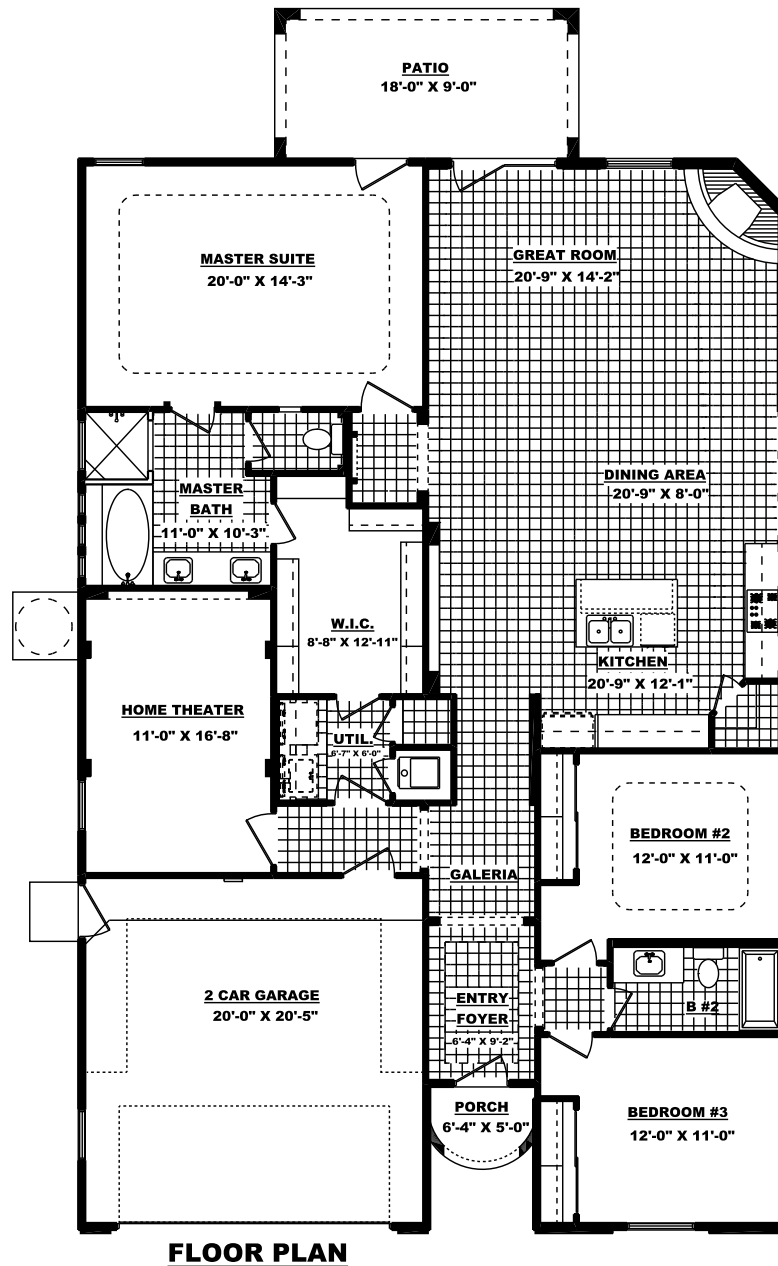 PATIO
18'-0" X 9'-0"
MASTER SUITE
20'-0" X 14'-3"
GREAT ROOM
20'-9" X 14'-2"
DINING AREA
20'-9" X 8'-0"
MASTER
BATH
11'-0" X 10'-3"
W.I.C.
8'-8" X 12'-11"
KITCHEN
20'-9" X 12'-1"
HOME THEATER
11'-0" X 16'-8"
UTIL.
6'-7" X 6'-0"
BEDROOM #2
12'-0" X 11'-0"
GALERIA
2 CAR GARAGE
20'-0" X 20'-5"
ENTRY
FOYER
6'-4" X 9'-2"
B #2
PORCH
6'-4" X 5'-0"
BEDROOM #3
12'-0" X 11'-0"
FLOOR PLAN